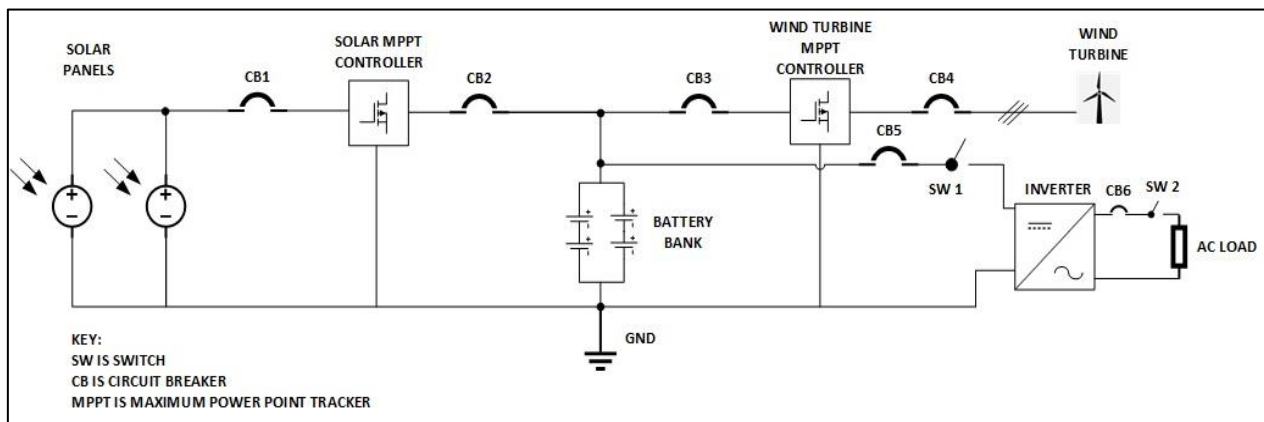 SOLAR
PANELS
CB1
SOLAR MPPT
CONTROLLER
CB2
CB3
WIND TURBINE
MPPT
CONTROLLER
CB4
WIND
TURBINE
CB5
SW 1
INVERTER
CB6
SW 2
AC LOAD
BATTERY
BANK
GND
KEY:
SW IS SWITCH
CB IS CIRCUIT BREAKER
MPPT IS MAXIMUM POWER POINT TRACKER